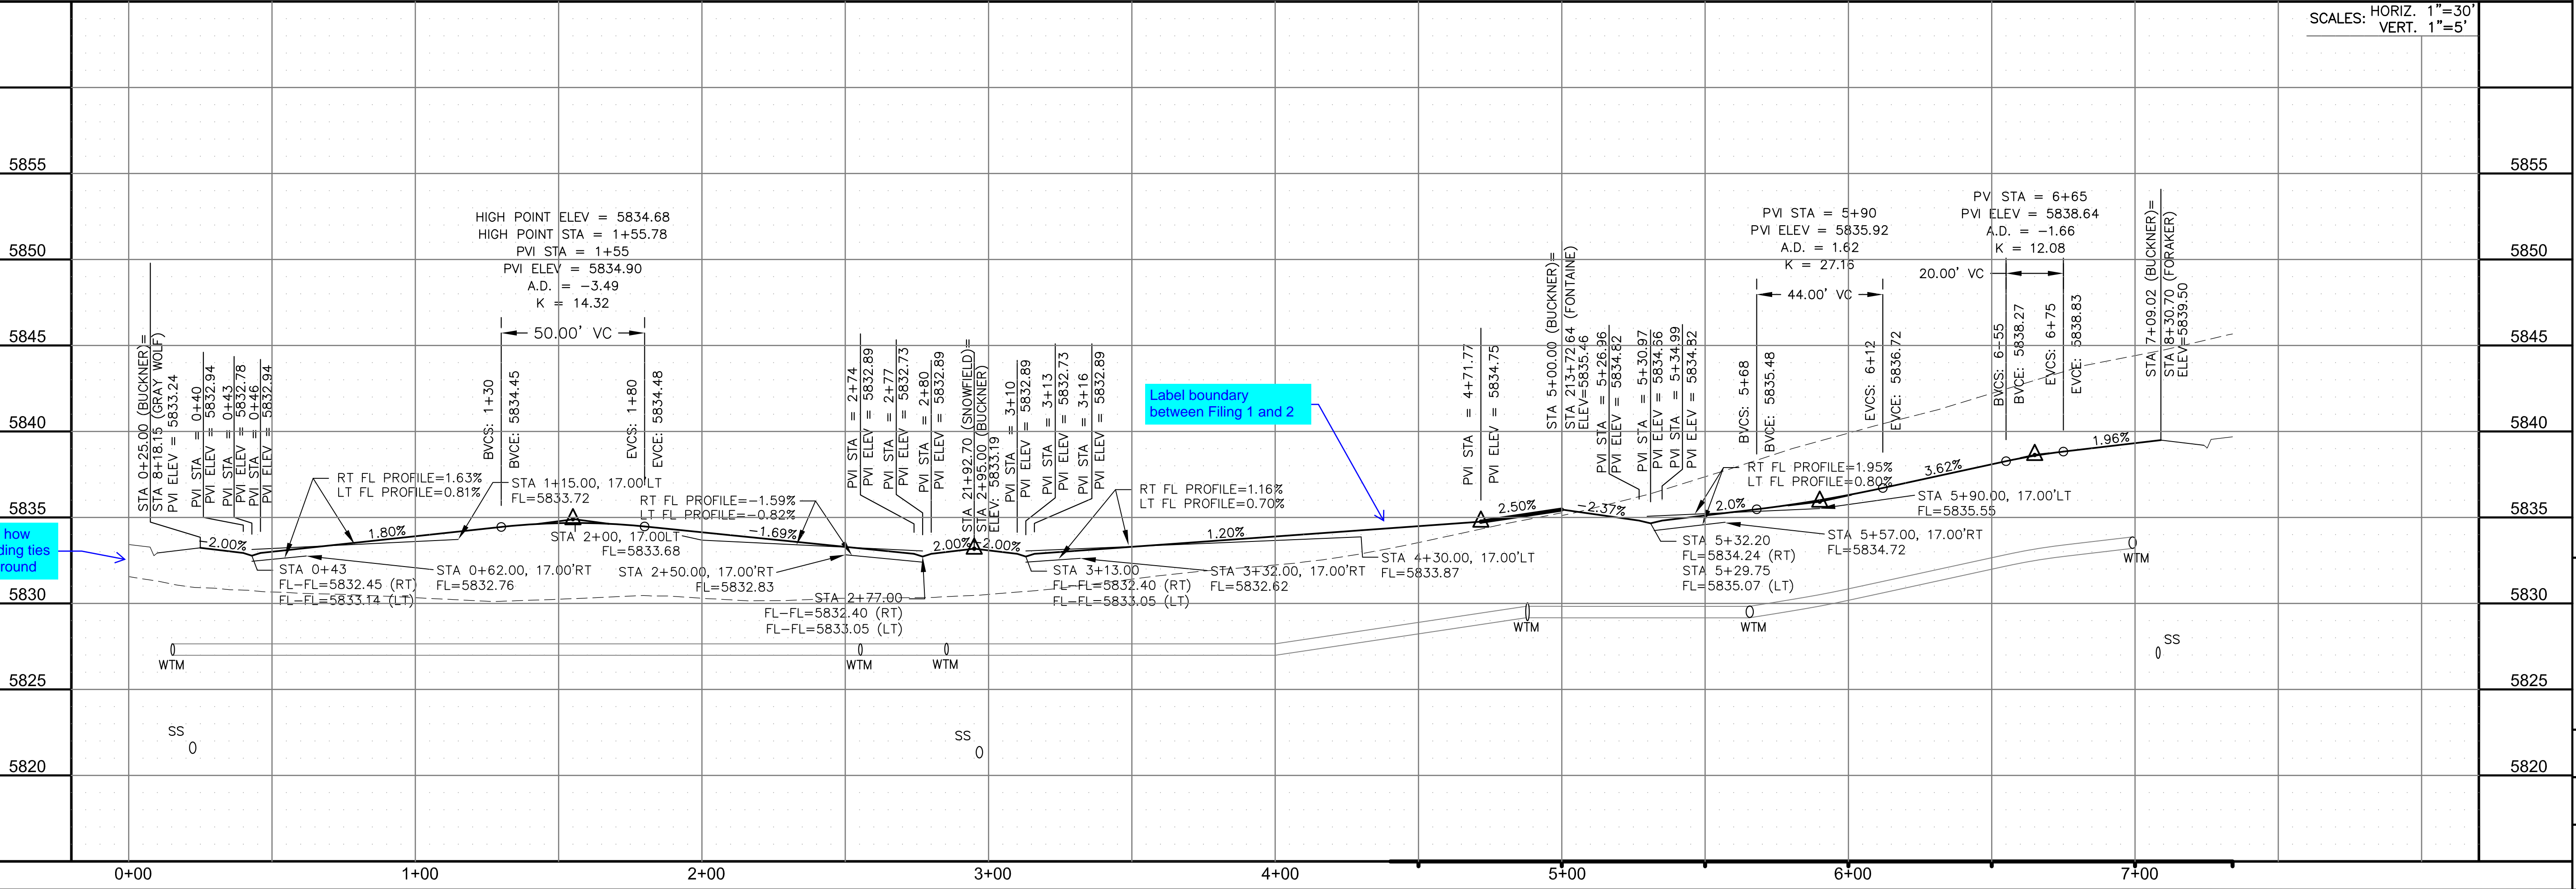 SCALES: HORIZ. 1"=30'
VERT. 1"=5'
5855
5850
5845
5840
5835
5830
5825
5820
5855
5850
5845
5840
5835
5830
5825
5820
how
ding ties
round
STA 0+25.00 (BUCKNER)=
STA 8+18.15 (GRAY WOLF)
PVI ELEV = 5833.24
PVI STA = 0+40
PVI ELEV = 5832.94
PVI STA = 0+43
PVI ELEV = 5832.78
PVI STA = 0+46
PVI ELEV = 5832.94
-2.00%
RT FL PROFILE=1.63%
LT FL PROFILE=0.81%
1.80%
STA 0+43
FL-FL=5832.45 (RT)
FL-FL=5833.14 (LT)
STA 0+62.00, 17.00'RT
FL=5832.76
STA 1+15.00, 17.00'LT
FL=5833.72
HIGH POINT ELEV = 5834.68
HIGH POINT STA = 1+55.78
PVI STA = 1+55
PVI ELEV = 5834.90
A.D. = -3.49
K = 14.32
50.00' VC
BVCS: 1+30
BVCE: 5834.45
EVCS: 1+80
EVCE: 5834.48
RT FL PROFILE=-1.59%
LT FL PROFILE=-0.82%
-1.69%
STA 2+00, 17.00LT
FL=5833.68
STA 2+50.00, 17.00'RT
FL=5832.83
STA 2+77.00
FL-FL=5832.40 (RT)
FL-FL=5833.05 (LT)
PVI STA = 2+74
PVI ELEV = 5832.89
PVI STA = 2+77
PVI ELEV = 5832.73
PVI STA = 2+80
PVI ELEV = 5832.89
2.00%
STA 21+92.70 (SNOWFIELD)=
STA 2+95.00 (BUCKNER)
ELEV: 5833.19
-2.00%
PVI STA = 3+10
PVI ELEV = 5832.89
PVI STA = 3+13
PVI ELEV = 5832.73
PVI STA = 3+16
PVI ELEV = 5832.89
RT FL PROFILE=1.16%
LT FL PROFILE=0.70%
1.20%
STA 3+13.00
FL-FL=5832.40 (RT)
FL-FL=5833.05 (LT)
STA 3+32.00, 17.00'RT
FL=5832.62
STA 4+30.00, 17.00'LT
FL=5833.87
Label boundary
between Filing 1 and 2
PVI STA = 4+71.77
PVI ELEV = 5834.75
2.50%
STA 5+00.00 (BUCKNER)=
STA 213+72.64 (FONTAINE)
ELEV=5835.46
-2.37%
PVI STA = 5+26.96
PVI ELEV = 5834.82
PVI STA = 5+30.97
PVI ELEV = 5834.66
PVI STA = 5+34.99
PVI ELEV = 5834.82
STA 5+32.20
FL=5834.24 (RT)
STA 5+29.75
FL=5835.07 (LT)
STA 5+57.00, 17.00'RT
FL=5834.72
RT FL PROFILE=1.95%
LT FL PROFILE=0.80%
2.0%
STA 5+90.00, 17.00'LT
FL=5835.55
PVI STA = 5+90
PVI ELEV = 5835.92
A.D. = 1.62
K = 27.16
44.00' VC
BVCS: 5+68
BVCE: 5835.48
EVCS: 6+12
EVCE: 5836.72
3.62%
PVI STA = 6+65
PVI ELEV = 5838.64
A.D. = -1.66
K = 12.08
20.00' VC
BVCS: 6+55
BVCE: 5838.27
EVCS: 6+75
EVCE: 5838.83
1.96%
STA 7+09.02 (BUCKNER)=
STA 8+30.70 (FORAKER)
ELEV=5839.50
WTM
WTM
WTM
WTM
WTM
WTM
SS
SS
SS
0+00
1+00
2+00
3+00
4+00
5+00
6+00
7+00